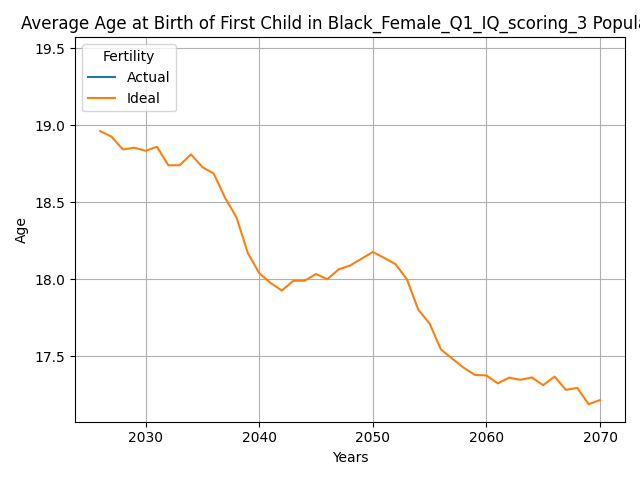 Average Age at Birth of First Child in Black_Female_Q1_IQ_scoring_3 Popula
19.5
19.0
18.5
18.0
17.5
Age
Fertility
Actual
Ideal
2030 2040 2050 2060 2070
Years